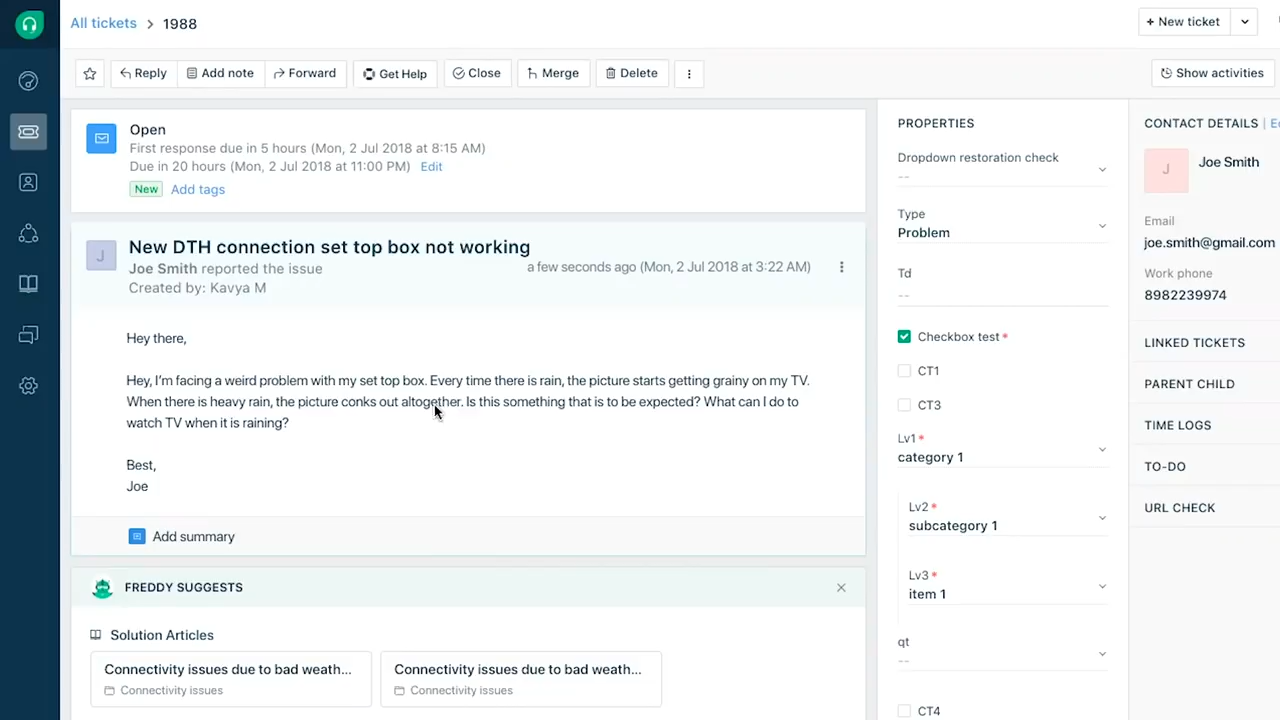 All tickets > 1988
+ New ticket
Reply
Add note
Forward
Get Help
Close
Merge
Delete
Show activities
Open
First response due in 5 hours (Mon, 2 Jul 2018 at 8:15 AM)
Due in 20 hours (Mon, 2 Jul 2018 at 11:00 PM) Edit
New Add tags
J
New DTH connection set top box not working
Joe Smith reported the issue
a few seconds ago (Mon, 2 Jul 2018 at 3:22 AM)
Created by: Kavya M
Hey there,
Hey, I'm facing a weird problem with my set top box. Every time there is rain, the picture starts getting grainy on my TV.
When there is heavy rain, the picture conks out altogether. Is this something that is to be expected? What can I do to
watch TV when it is raining?
Best,
Joe
Add summary
FREDDY SUGGESTS
Solution Articles
Connectivity issues due to bad weath...
Connectivity issues
Connectivity issues due to bad weath...
Connectivity issues
PROPERTIES
Dropdown restoration check
--
Type
Problem
Td
--
Checkbox test *
CT1
CT3
Lv1 *
category 1
Lv2 *
subcategory 1
Lv3 *
item 1
qt
--
CT4
CONTACT DETAILS |
J
Joe Smith
Email
joe.smith@gmail.com
Work phone
8982239974
LINKED TICKETS
PARENT CHILD
TIME LOGS
TO-DO
URL CHECK